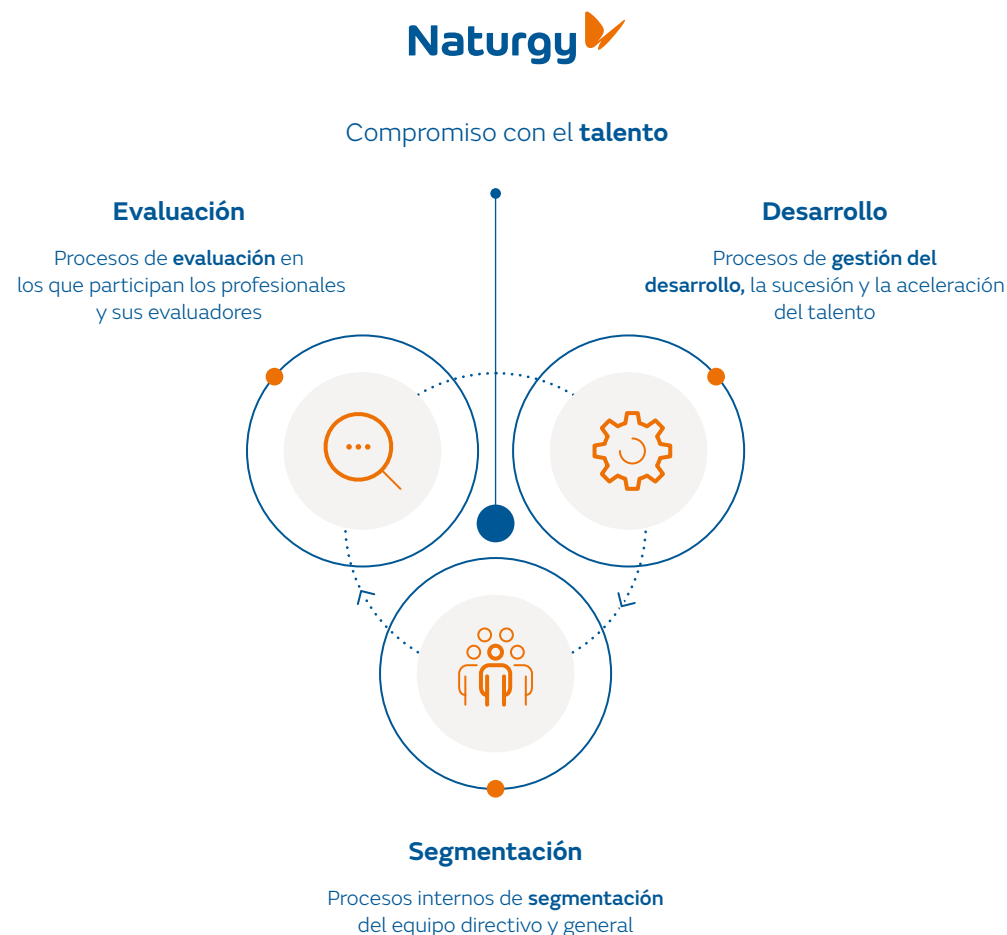 Naturgy
Compromiso con el talento
Evaluación
Procesos de evaluación en
los que participan los profesionales
y sus evaluadores
Desarrollo
Procesos de gestión del
desarrollo, la sucesión y la aceleración
del talento
Segmentación
Procesos internos de segmentación
del equipo directivo y general